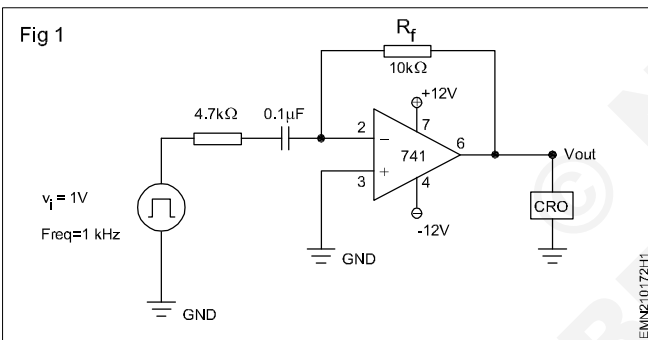 Fig 1
Rf
10kΩ
4.7kΩ
0.1µF
+12V
2
7
−
6
741
Vout
+
3
4
vi = 1V
CRO
Freq=1 kHz
-12V
GND
GND
EMN210172H1